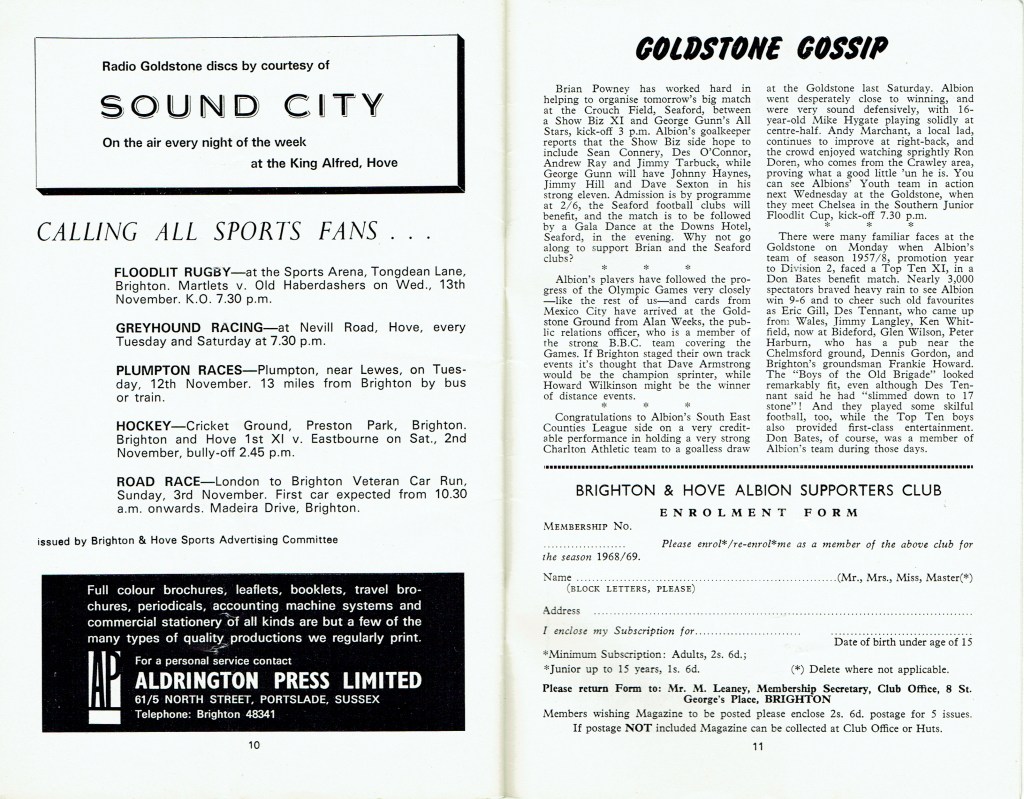 Radio Goldstone discs by courtesy of
SOUND CITY
On the air every night of the week
at the King Alfred, Hove
CALLING ALL SPORTS FANS . . .
FLOODLIT RUGBY—at the Sports Arena, Tongdean Lane,
Brighton. Martlets v. Old Haberdashers on Wed., 13th
November. K.O. 7.30 p.m.
GREYHOUND RACING—at Nevill Road, Hove, every
Tuesday and Saturday at 7.30 p.m.
PLUMPTON RACES—Plumpton, near Lewes, on Tues-
day, 12th November. 13 miles from Brighton by bus
or train.
HOCKEY—Cricket Ground, Preston Park, Brighton.
Brighton and Hove 1st XI v. Eastbourne on Sat., 2nd
November, bully-off 2.45 p.m.
ROAD RACE—London to Brighton Veteran Car Run,
Sunday, 3rd November. First car expected from 10.30
a.m. onwards. Madeira Drive, Brighton.
issued by Brighton & Hove Sports Advertising Committee
Full colour brochures, leaflets, booklets, travel bro-
chures, periodicals, accounting machine systems and
commercial stationery of all kinds are but a few of the
many types of quality productions we regularly print.
AP
For a personal service contact
ALDRINGTON PRESS LIMITED
61/5 NORTH STREET, PORTSLADE, SUSSEX
Telephone: Brighton 48341
10
GOLDSTONE GOSSIP
Brian Powney has worked hard in
helping to organise tomorrow's big match
at the Crouch Field, Seaford, between
a Show Biz XI and George Gunn's All
Stars, kick-off 3 p.m. Albion's goalkeeper
reports that the Show Biz side hope to
include Sean Connery, Des O'Connor,
Andrew Ray and Jimmy Tarbuck, while
George Gunn will have Johnny Haynes,
Jimmy Hill and Dave Sexton in his
strong eleven. Admission is by programme
at 2/6, the Seaford football clubs will
benefit, and the match is to be followed
by a Gala Dance at the Downs Hotel,
Seaford, in the evening. Why not go
along to support Brian and the Seaford
clubs?
* * *
Albion's players have followed the pro-
gress of the Olympic Games very closely
—like the rest of us—and cards from
Mexico City have arrived at the Gold-
stone Ground from Alan Weeks, the pub-
lic relations officer, who is a member of
the strong B.B.C. team covering the
Games. If Brighton staged their own track
events it's thought that Dave Armstrong
would be the champion sprinter, while
Howard Wilkinson might be the winner
of distance events.
* * *
Congratulations to Albion's South East
Counties League side on a very credit-
able performance in holding a very strong
Charlton Athletic team to a goalless draw
at the Goldstone last Saturday. Albion
went desperately close to winning, and
were very sound defensively, with 16-
year-old Mike Hygate playing solidly at
centre-half. Andy Marchant, a local lad,
continues to improve at right-back, and
the crowd enjoyed watching sprightly Ron
Doren, who comes from the Crawley area,
proving what a good little 'un he is. You
can see Albions' Youth team in action
next Wednesday at the Goldstone, when
they meet Chelsea in the Southern Junior
Floodlit Cup, kick-off 7.30 p.m.
* * *
There were many familiar faces at the
Goldstone on Monday when Albion's
team of season 1957/8, promotion year
to Division 2, faced a Top Ten XI, in a
Don Bates benefit match. Nearly 3,000
spectators braved heavy rain to see Albion
win 9-6 and to cheer such old favourites
as Eric Gill, Des Tennant, who came up
from Wales, Jimmy Langley, Ken Whit-
field, now at Bideford, Glen Wilson, Peter
Harburn, who has a pub near the
Chelmsford ground, Dennis Gordon, and
Brighton's groundsman Frankie Howard.
The "Boys of the Old Brigade" looked
remarkably fit, even although Des Ten-
nant said he had "slimmed down to 17
stone"! And they played some skilful
football, too, while the Top Ten boys
also provided first-class entertainment.
Don Bates, of course, was a member of
Albion's team during those days.
BRIGHTON & HOVE ALBION SUPPORTERS CLUB
ENROLMENT FORM
MEMBERSHIP NO.
.................... Please enrol*/re-enrol*me as a member of the above club for
the season 1968/69.
Name ....................(Mr., Mrs., Miss, Master(*)
(BLOCK LETTERS, PLEASE)
Address ....................
I enclose my Subscription for.................... ....................
Date of birth under age of 15
*Minimum Subscription: Adults, 2s. 6d.;
*Junior up to 15 years, 1s. 6d. (*) Delete where not applicable.
Please return Form to: Mr. M. Leaney, Membership Secretary, Club Office, 8 St.
George's Place, BRIGHTON
Members wishing Magazine to be posted please enclose 2s. 6d. postage for 5 issues.
If postage NOT included Magazine can be collected at Club Office or Huts.
11